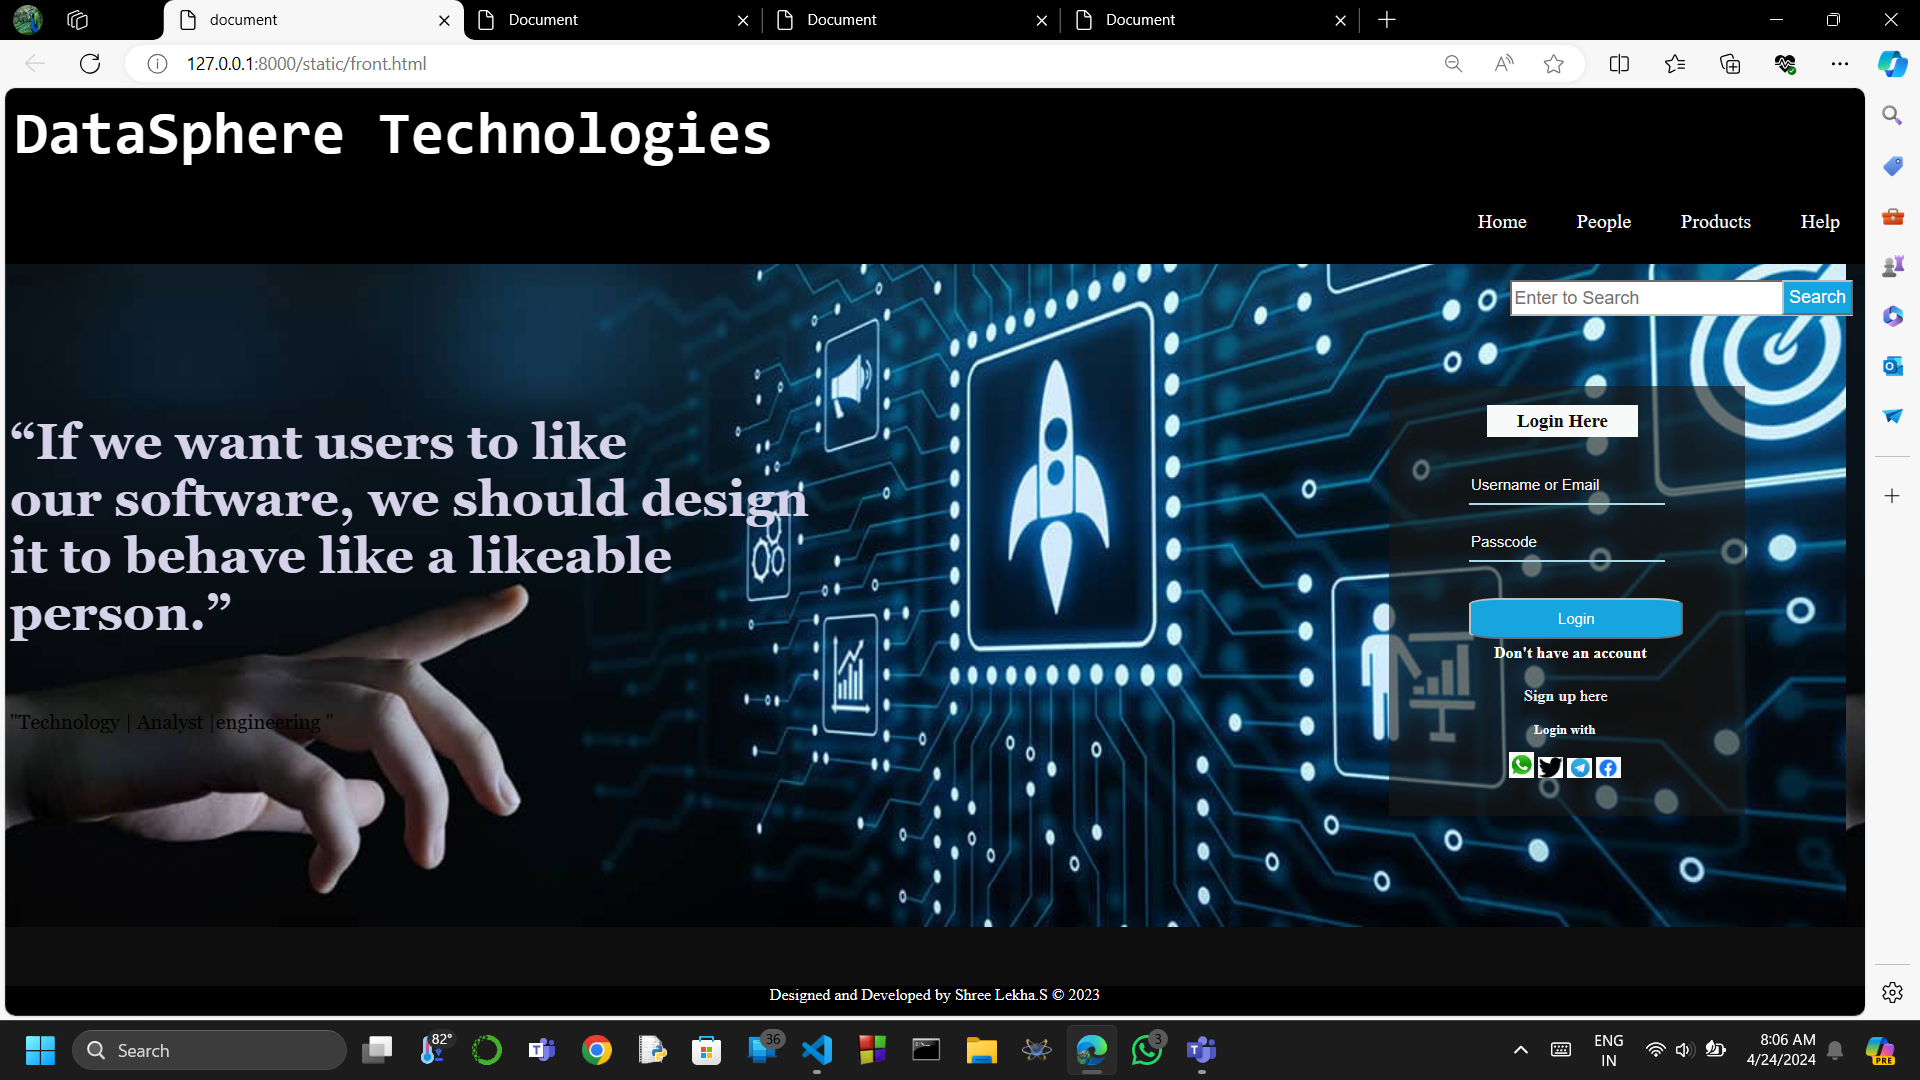 document
Document
Document
Document
127.0.0.1:8000/static/front.html
DataSphere Technologies
Home People Products Help
Enter to Search Search
“If we want users to like
our software, we should design
it to behave like a likeable
person.”
"Technology | Analyst |engineering "
Login Here
Username or Email
Passcode
Login
Don't have an account
Sign up here
Login with
Designed and Developed by Shree Lekha.S © 2023
Search
82°
36
3
ENG
IN
8:06 AM
4/24/2024
PRE